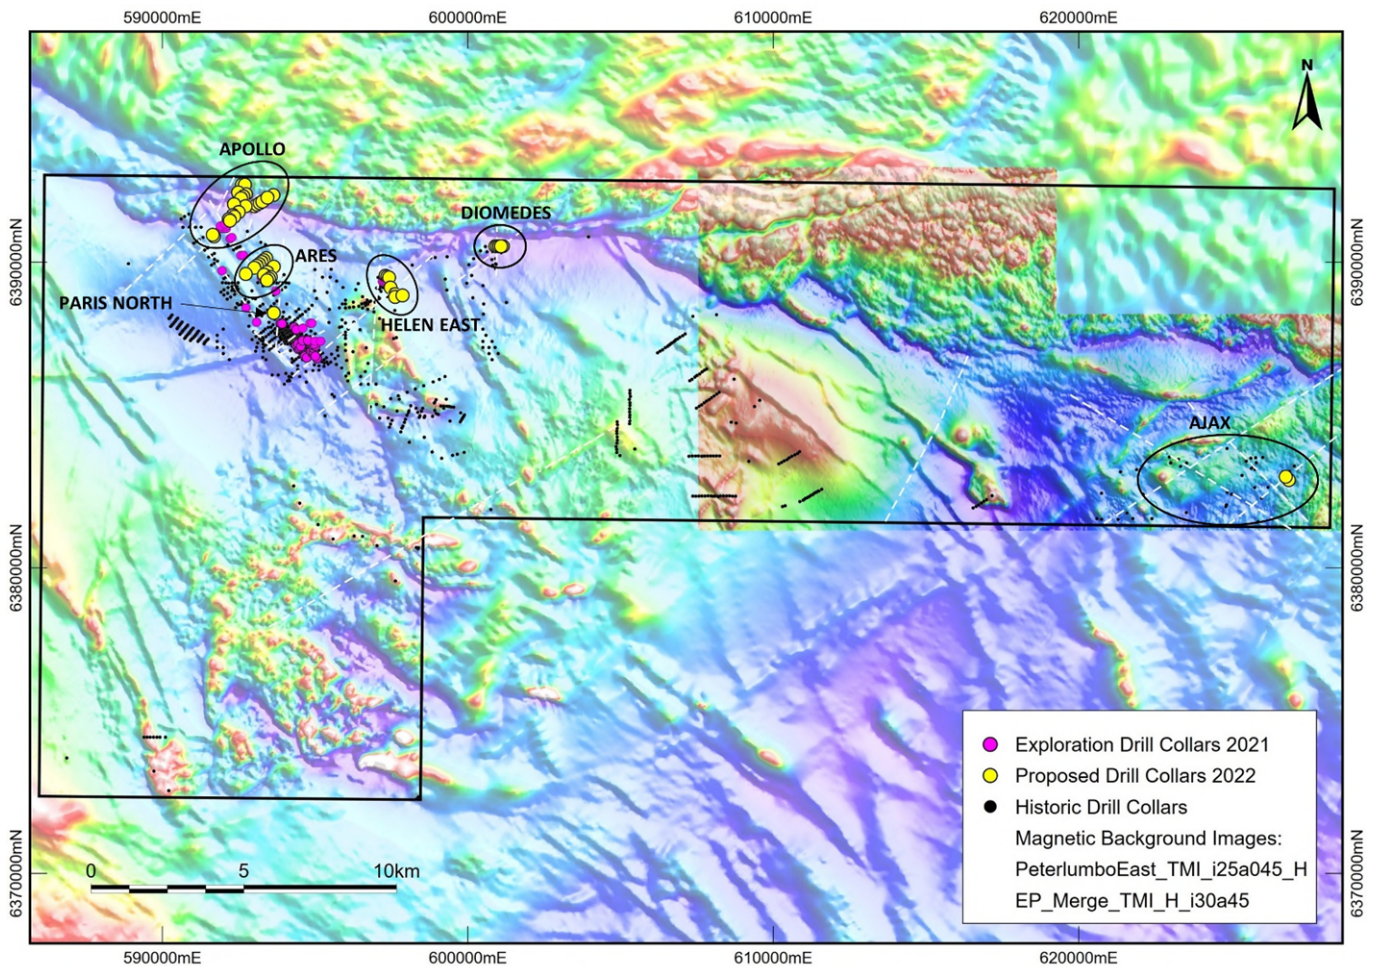 590000mE
600000mE
610000mE
620000mE
N
APOLLO
DIOMEDES
ARES
6390000mN
6390000mN
PARIS NORTH
HELEN EAST
AJAX
6380000mN
6380000mN
Exploration Drill Collars 2021
Proposed Drill Collars 2022
Historic Drill Collars
Magnetic Background Images:
PeterlumboEast_TMI_i25a045_H
EP_Merge_TMI_H_i30a45
0
5
10km
6370000mN
6370000mN
590000mE
600000mE
610000mE
620000mE